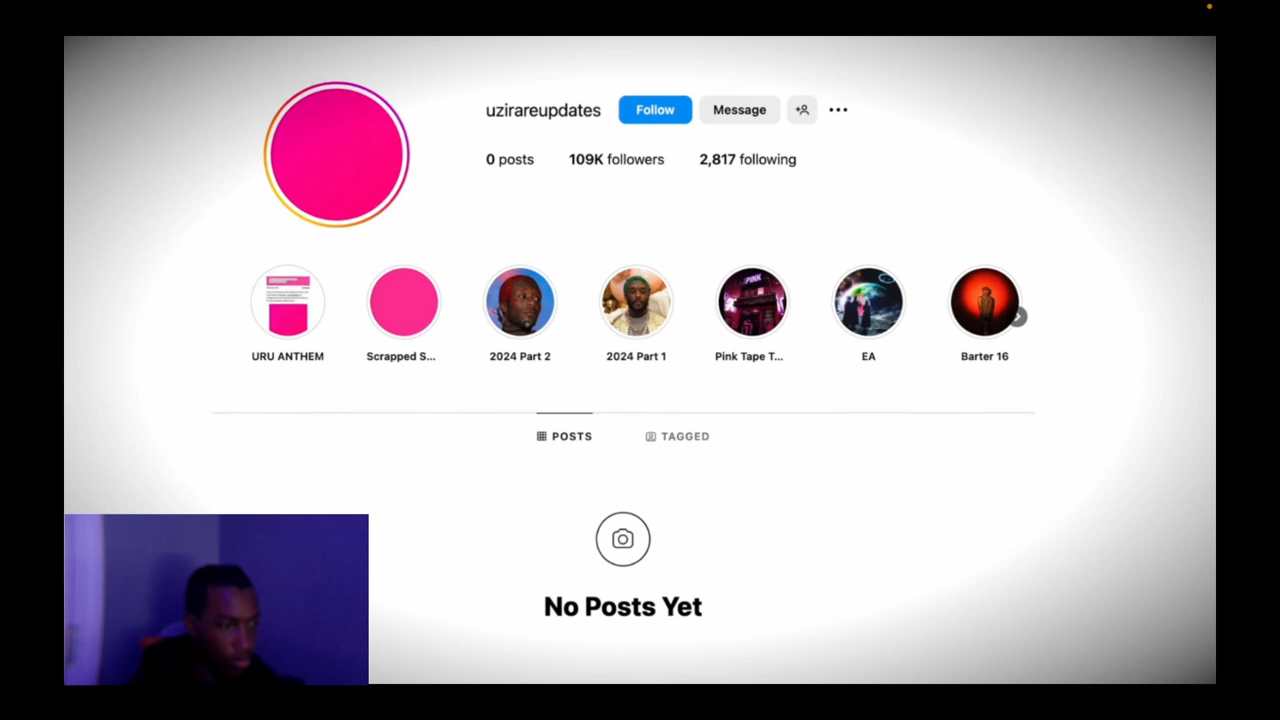 uzirareupdates Follow Message
0 posts 109K followers 2,817 following
PINK
URU ANTHEM Scrapped S... 2024 Part 2 2024 Part 1 Pink Tape T... EA Barter 16
POSTS TAGGED
No Posts Yet